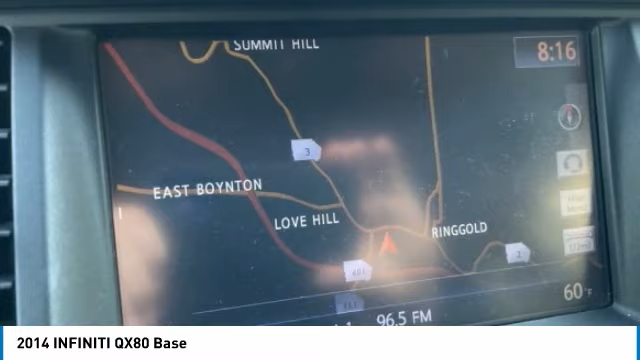 SUMMIT HILL
8:16
3
EAST BOYNTON
LOVE HILL
RINGGOLD
1
60°F
96.5 FM
2014 INFINITI QX80 Base